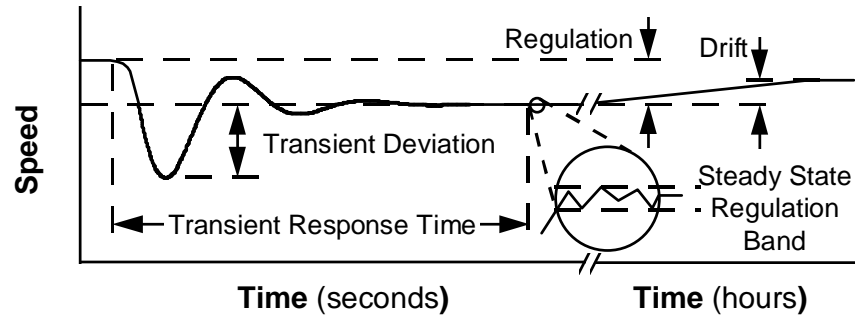 Regulation
Drift
Speed
Transient Deviation
Steady State
Regulation
Band
Transient Response Time
Time (seconds)
Time (hours)